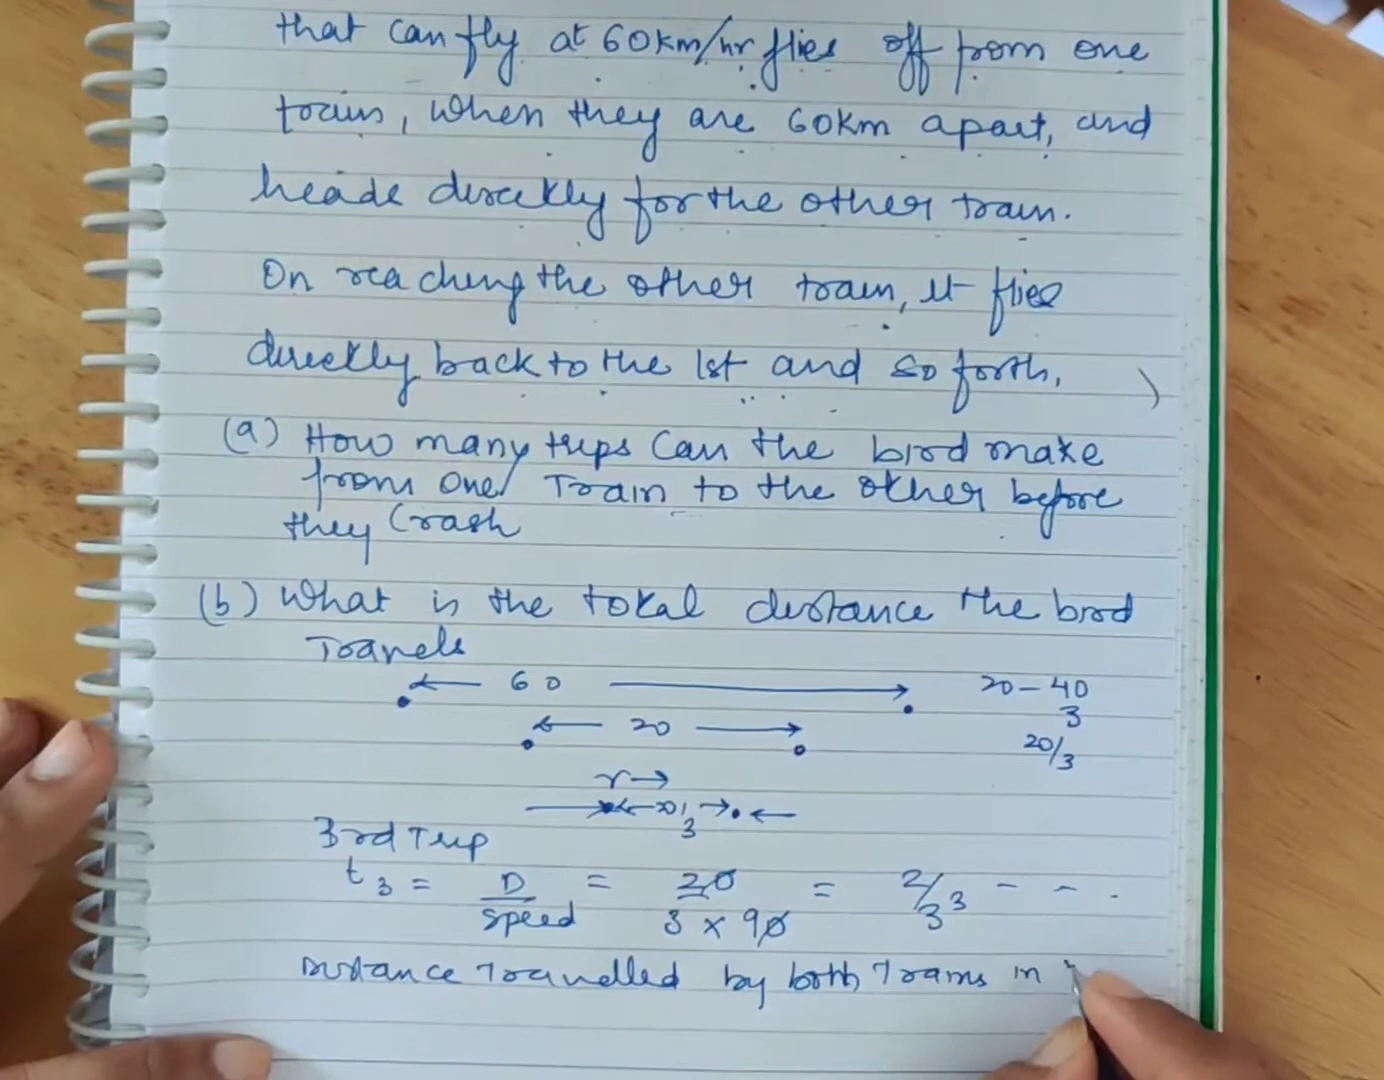 that can fly at 60km/hr flies off from one
train, when they are 60km apart, and
heads directly for the other train.
On reaching the other train, it flies
directly back to the 1st and so forth,
(a) How many trips can the bird make
from one Train to the other before
they Crash
(b) What is the total distance the bird
Travels
60
20 - 40
3
20
20/3
r→
20/3
3rd Trip
t3 = D/Speed = 20/3 x 90 = 2/3^3 - - -
Distance Travelled by both Trains in